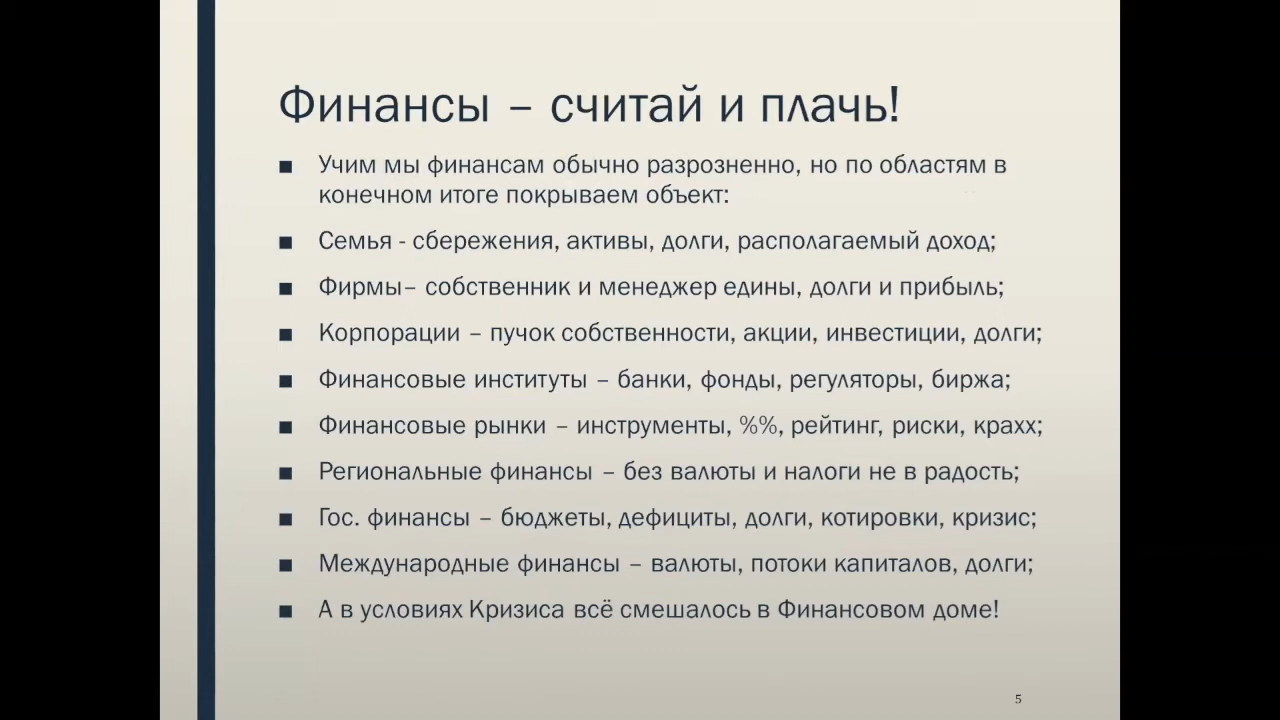 Финансы – считай и плачь!
■ Учим мы финансам обычно разрозненно, но по областям в
конечном итоге покрываем объект:
■ Семья - сбережения, активы, долги, располагаемый доход;
■ Фирмы– собственник и менеджер едины, долги и прибыль;
■ Корпорации – пучок собственности, акции, инвестиции, долги;
■ Финансовые институты – банки, фонды, регуляторы, биржа;
■ Финансовые рынки – инструменты, %%, рейтинг, риски, крахх;
■ Региональные финансы – без валюты и налоги не в радость;
■ Гос. финансы – бюджеты, дефициты, долги, котировки, кризис;
■ Международные финансы – валюты, потоки капиталов, долги;
■ А в условиях Кризиса всё смешалось в Финансовом доме!
5